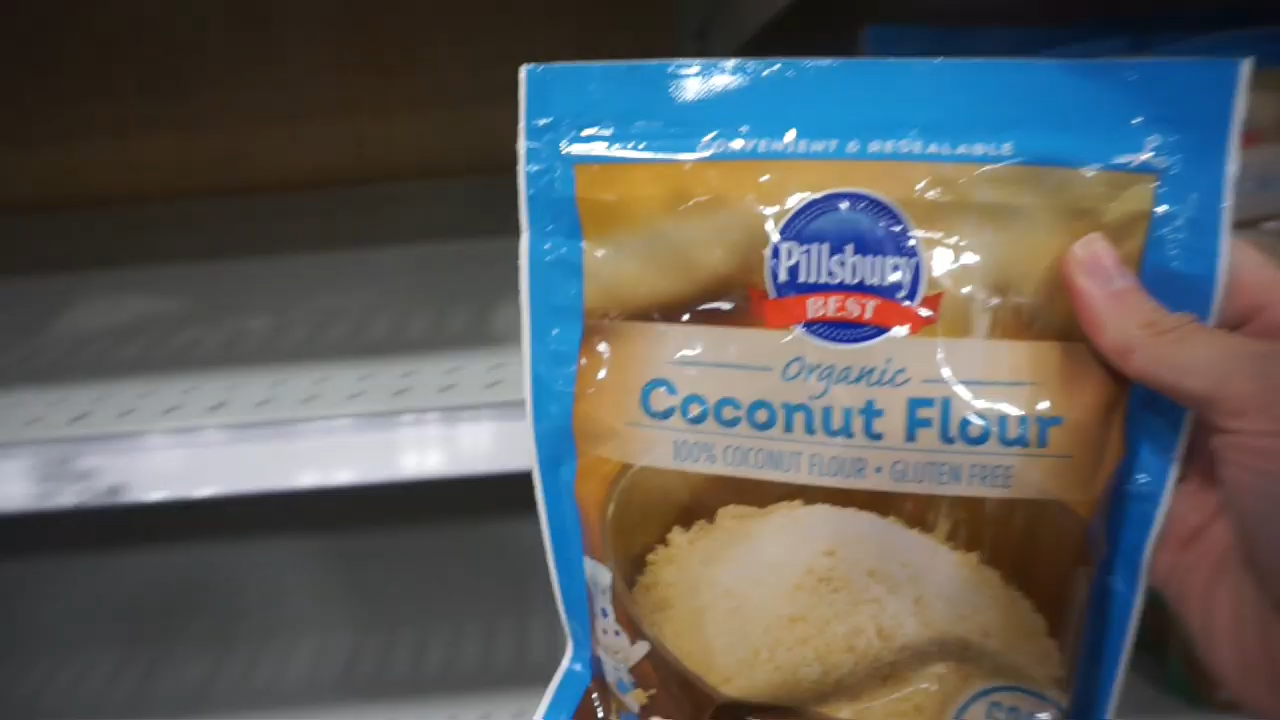 CONVENIENT & RESEALABLE
Pillsbury
BEST
Organic
Coconut Flour
100% COCONUT FLOUR • GLUTEN FREE